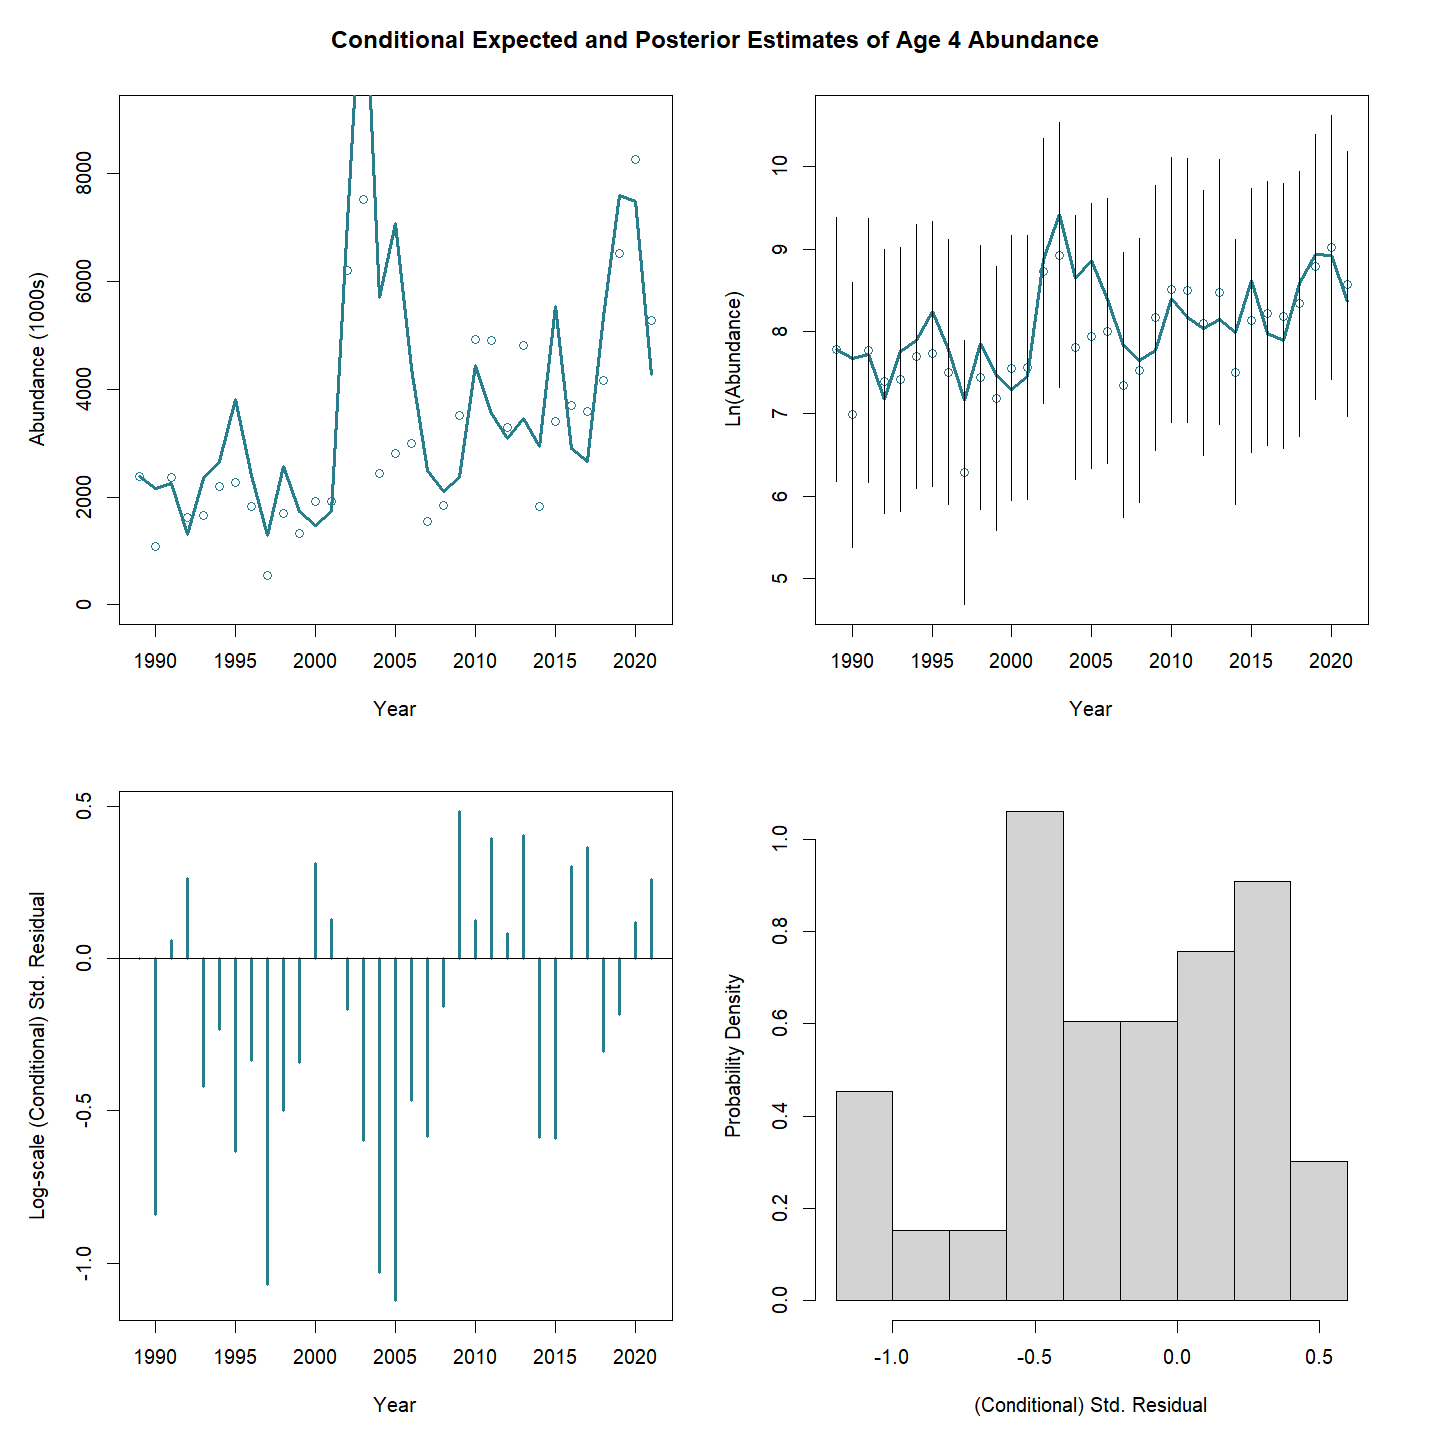 Conditional Expected and Posterior Estimates of Age 4 Abundance
Abundance (1000s)
8000
6000
4000
2000
0
1990 1995 2000 2005 2010 2015 2020
Year
Ln(Abundance)
10
9
8
7
6
5
1990 1995 2000 2005 2010 2015 2020
Year
Log-scale (Conditional) Std. Residual
0.5
0.0
-0.5
-1.0
1990 1995 2000 2005 2010 2015 2020
Year
Probability Density
1.0
0.8
0.6
0.4
0.2
0.0
-1.0 -0.5 0.0 0.5
(Conditional) Std. Residual